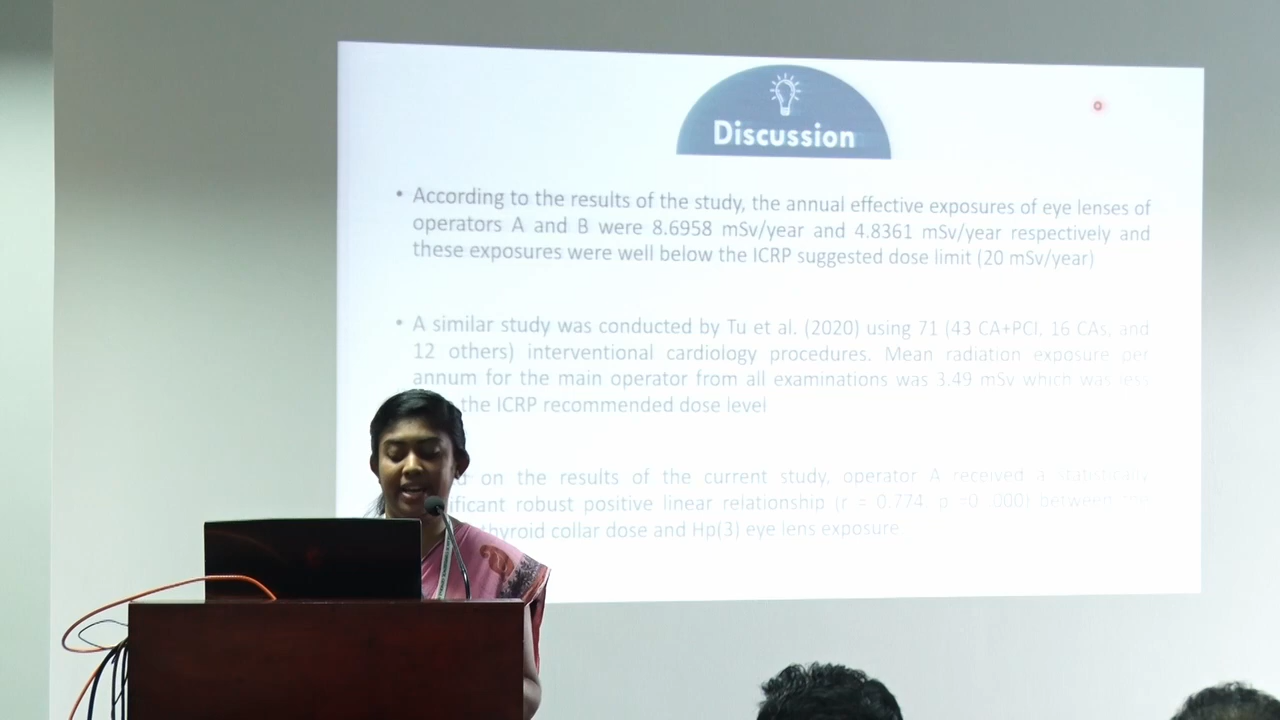 Discussion
• According to the results of the study, the annual effective exposures of eye lenses of
operators A and B were 8.6958 mSv/year and 4.8361 mSv/year respectively and
these exposures were well below the ICRP suggested dose limit (20 mSv/year)
• A similar study was conducted by Tu et al. (2020) using 71 (43 CA+PCI, 16 CAs, and
12 others) interventional cardiology procedures. Mean radiation exposure per
annum for the main operator from all examinations was 3.49 mSv which was less
the ICRP recommended dose level
on the results of the current study, operator A received a statistically
robust positive linear relationship (r = 0.774, p =0 .000) between
thyroid collar dose and Hp(3) eye lens exposure